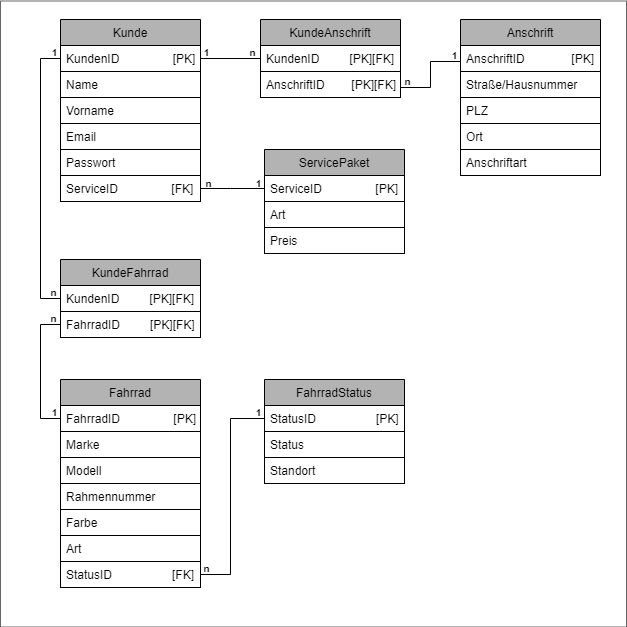 Kunde
1
KundenID [PK]
1
Name
Vorname
Email
Passwort
ServiceID [FK]
n
KundeAnschrift
n
KundenID [PK][FK]
AnschriftID [PK][FK]
n
Anschrift
1
AnschriftID [PK]
Straße/Hausnummer
PLZ
Ort
Anschriftart
ServicePaket
1
ServiceID [PK]
Art
Preis
KundeFahrrad
n
KundenID [PK][FK]
n
FahrradID [PK][FK]
Fahrrad
1
FahrradID [PK]
Marke
Modell
Rahmennummer
Farbe
Art
StatusID [FK]
n
FahrradStatus
1
StatusID [PK]
Status
Standort